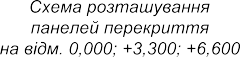 Схема розташування
панелей перекриття
на відм. 0,000; +3,300; +6,600